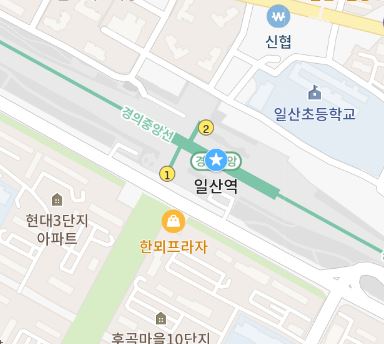 신협
일산초등학교
경의중앙선
2
경 앙
1
일산역
현대3단지
아파트
한뫼프라자
후곡마을10단지